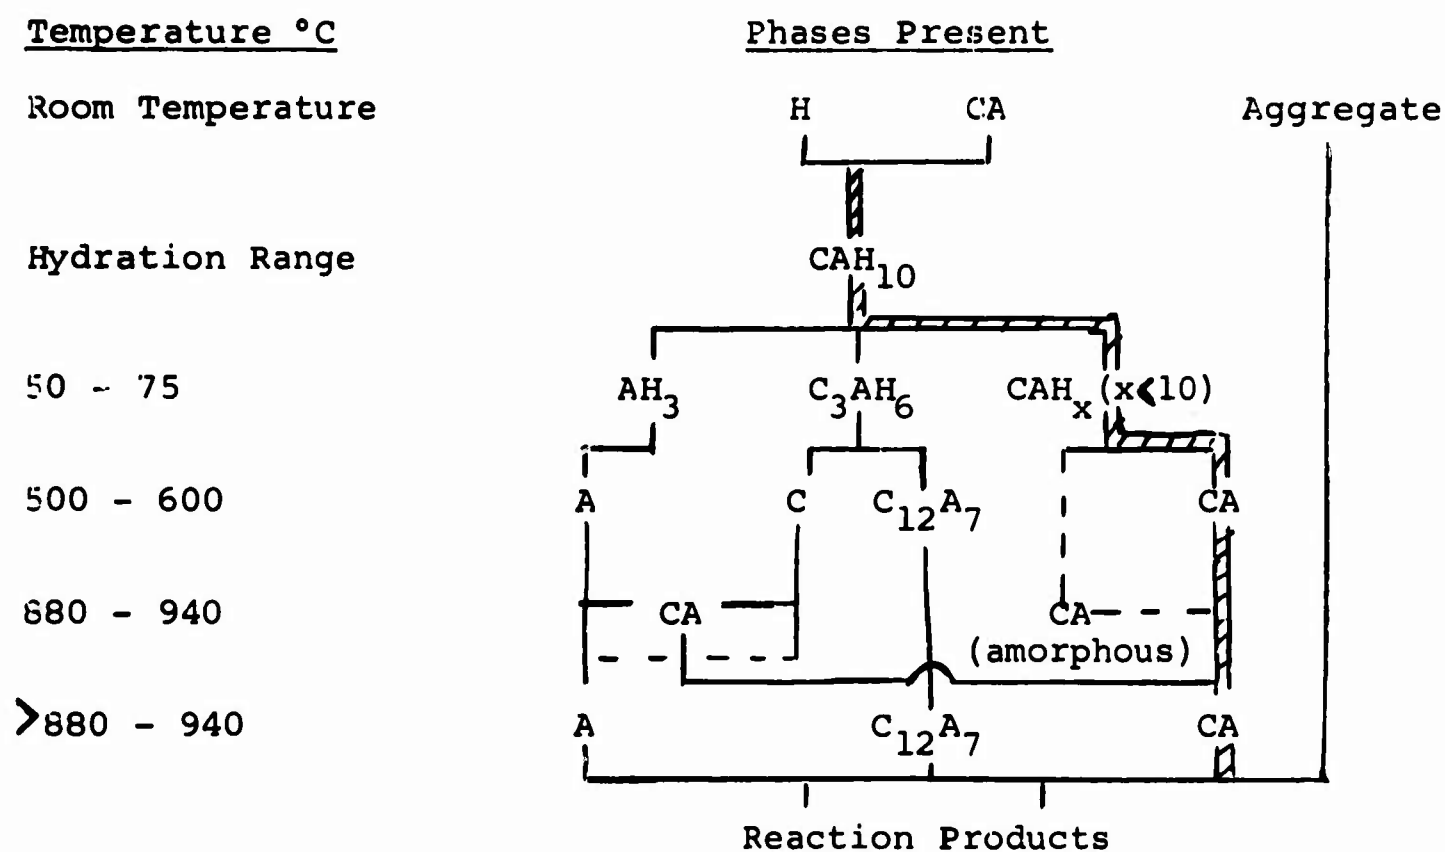 Temperature °C Phases Present
Room Temperature H CA Aggregate
Hydration Range CAH10
50 - 75 AH3 C3AH6 CAHx (x<10)
500 - 600 A C C12A7 CA
880 - 940 CA CA
(amorphous)
>880 - 940 A C12A7 CA
Reaction Products